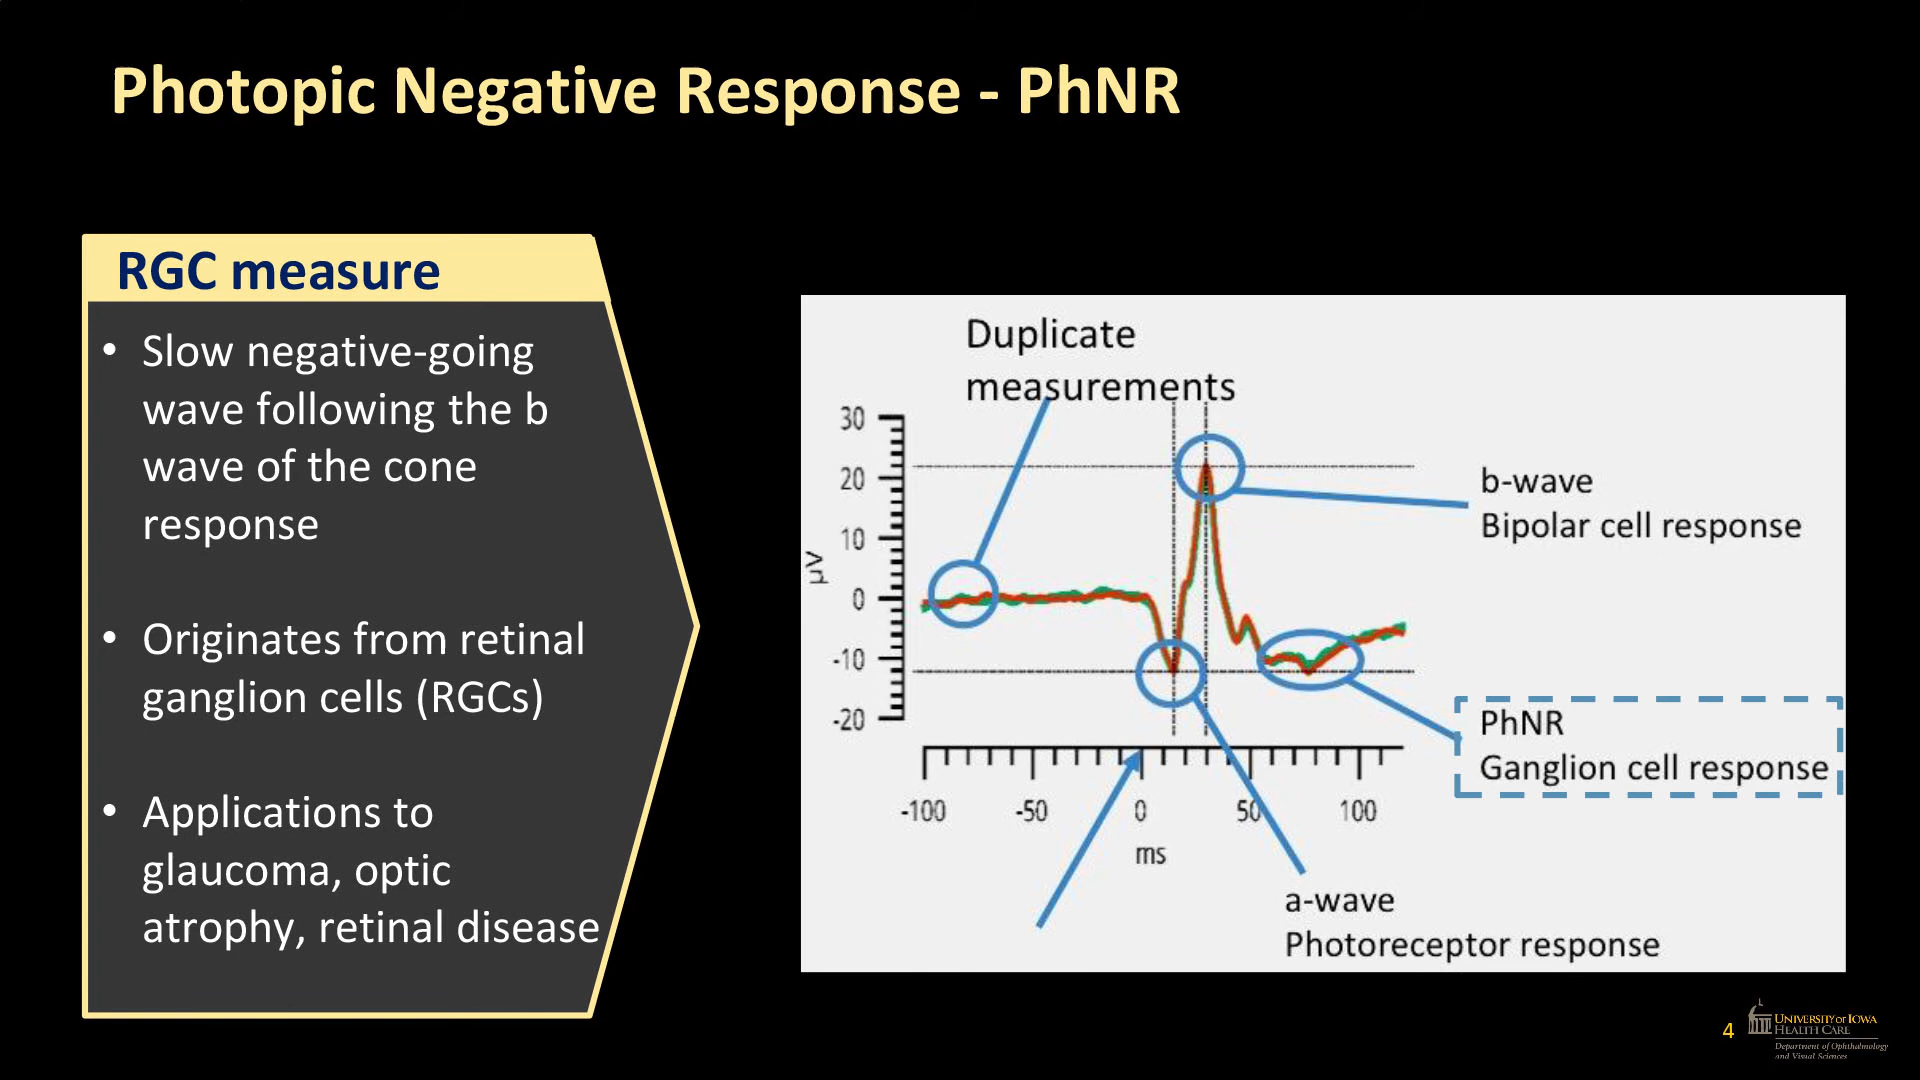 Photopic Negative Response - PhNR
RGC measure
• Slow negative-going
wave following the b
wave of the cone
response
• Originates from retinal
ganglion cells (RGCs)
• Applications to
glaucoma, optic
atrophy, retinal disease
Duplicate
measurements
30
20
10
0
-10
-20
µV
b-wave
Bipolar cell response
PhNR
Ganglion cell response
-100 -50 0 50 100
ms
a-wave
Photoreceptor response
4
UNIVERSITY OF IOWA
HEALTH CARE
Department of Ophthalmology
and Visual Sciences